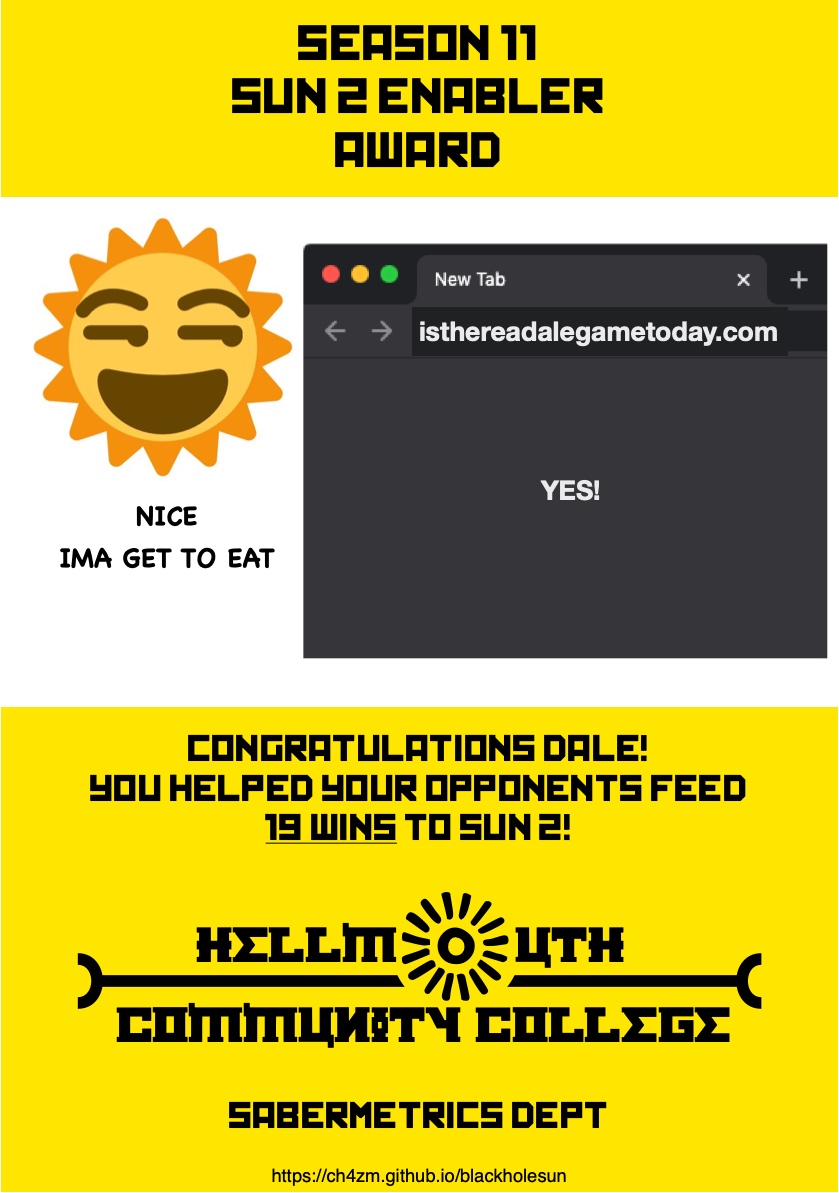 SEASON 11
SUN 2 ENABLER
AWARD
New Tab
isthereadalegametoday.com
YES!
NICE
IMA GET TO EAT
CONGRATULATIONS DALE!
YOU HELPED YOUR OPPONENTS FEED
19 WINS TO SUN 2!
HELLMOUTH
COMMUNITY COLLEGE
SABERMETRICS DEPT
https://ch4zm.github.io/blackholesun